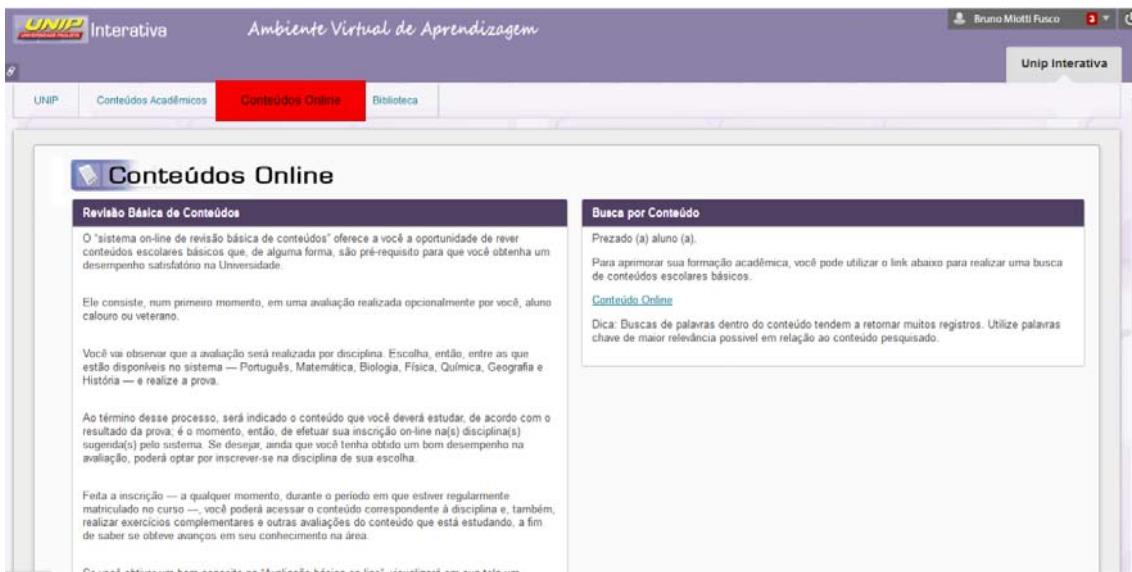 UNIP Interativa
UNIVERSIDADE PAULISTA
Ambiente Virtual de Aprendizagem
Bruno Miotti Fusco 3
Unip Interativa
UNIP Conteúdos Acadêmicos Conteúdos Online Biblioteca
Conteúdos Online
Revisão Básica de Conteúdos
O "sistema on-line de revisão básica de conteúdos" oferece a você a oportunidade de rever
conteúdos escolares básicos que, de alguma forma, são pré-requisito para que você obtenha um
desempenho satisfatório na Universidade.
Ele consiste, num primeiro momento, em uma avaliação realizada opcionalmente por você, aluno
calouro ou veterano.
Você vai observar que a avaliação será realizada por disciplina. Escolha, então, entre as que
estão disponíveis no sistema — Português, Matemática, Biologia, Física, Química, Geografia e
História — e realize a prova.
Ao término desse processo, será indicado o conteúdo que você deverá estudar, de acordo com o
resultado da prova; é o momento, então, de efetuar sua inscrição on-line na(s) disciplina(s)
sugerida(s) pelo sistema. Se desejar, ainda que você tenha obtido um bom desempenho na
avaliação, poderá optar por inscrever-se na disciplina de sua escolha.
Feita a inscrição — a qualquer momento, durante o período em que estiver regularmente
matriculado no curso —, você poderá acessar o conteúdo correspondente à disciplina e, também,
realizar exercícios complementares e outras avaliações do conteúdo que está estudando, a fim
de saber se obteve avanços em seu conhecimento na área.
Busca por Conteúdo
Prezado (a) aluno (a),
Para aprimorar sua formação acadêmica, você pode utilizar o link abaixo para realizar uma busca
de conteúdos escolares básicos.
Conteúdo Online
Dica: Buscas de palavras dentro do conteúdo tendem a retornar muitos registros. Utilize palavras
chave de maior relevância possivel em relação ao conteúdo pesquisado.